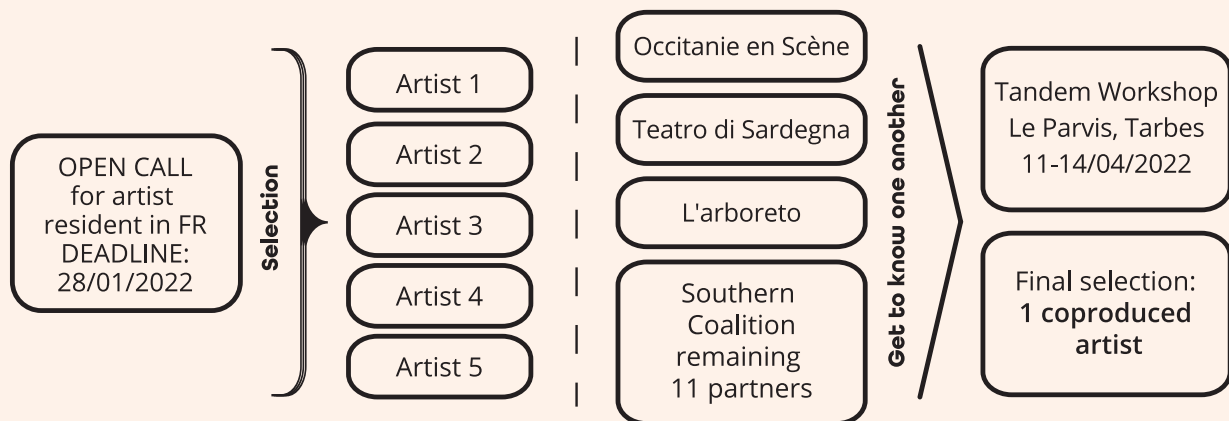 OPEN CALL
for artist
resident in FR
DEADLINE:
28/01/2022
Selection
Artist 1
Artist 2
Artist 3
Artist 4
Artist 5
Occitanie en Scène
Teatro di Sardegna
L'arboreto
Southern
Coalition
remaining
11 partners
Get to know one another
Tandem Workshop
Le Parvis, Tarbes
11-14/04/2022
Final selection:
1 coproduced
artist